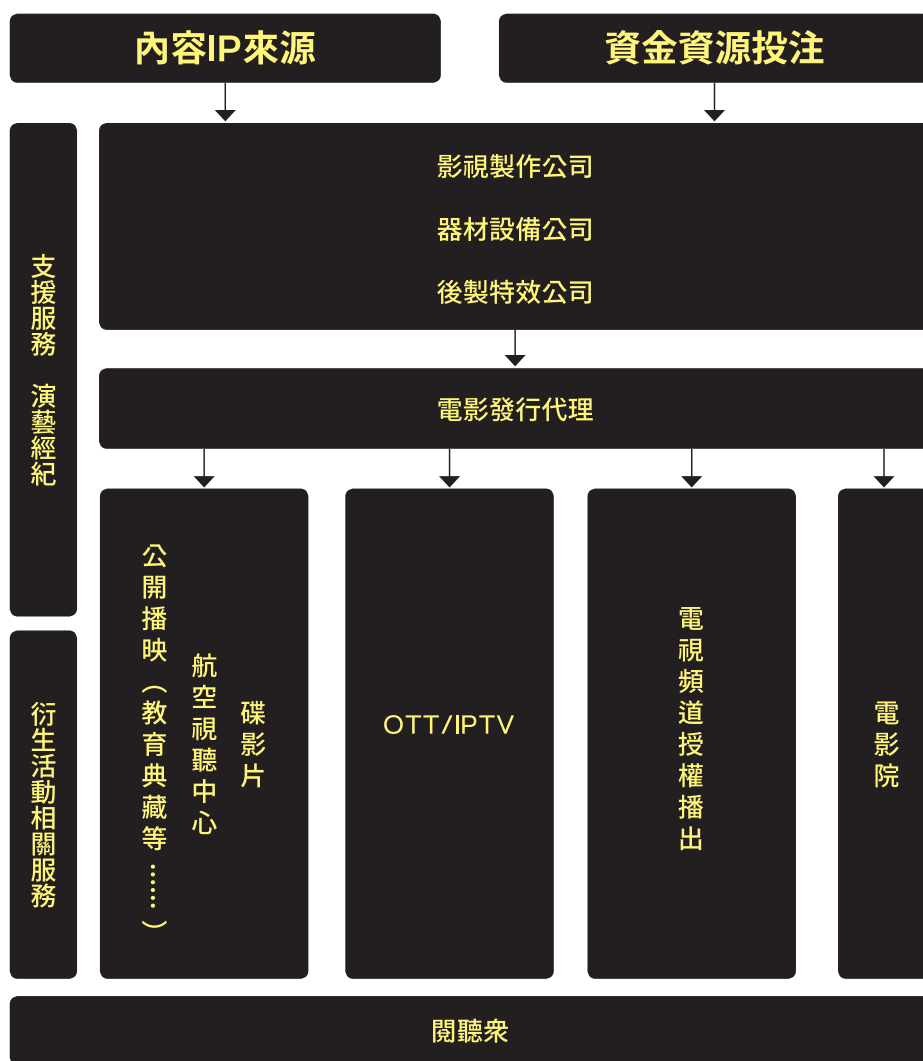 內容IP來源
資金資源投注
支援服務　演藝經紀
影視製作公司
器材設備公司
後製特效公司
電影發行代理
碟影片
航空視聽中心
公開播映（教育典藏等……）
OTT/IPTV
電視頻道授權播出
電影院
衍生活動相關服務
閱聽衆